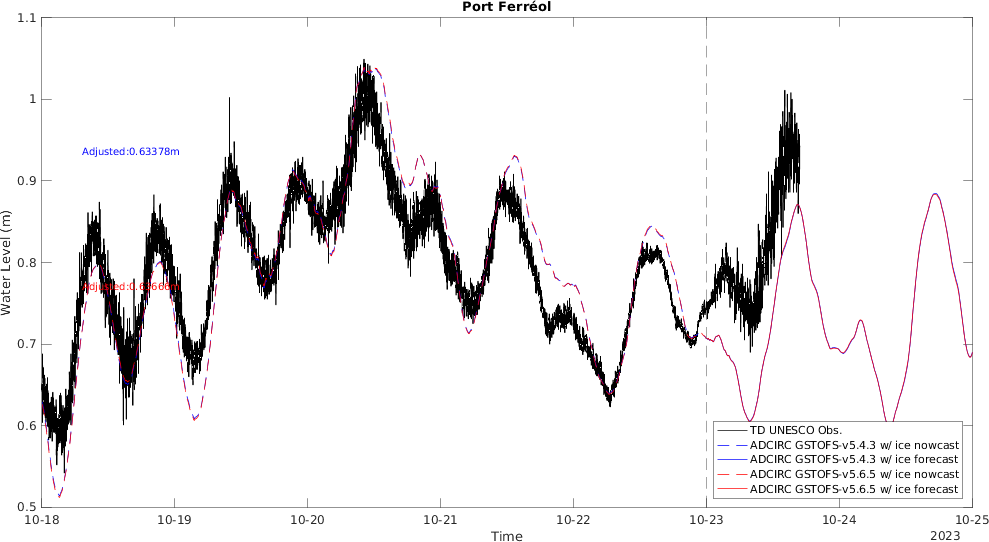 Port Ferréol
1.1
1
0.9
0.8
0.7
0.6
0.5
Water Level (m)
Adjusted:0.63378m
TD UNESCO Obs.
ADCIRC GSTOFS-v5.4.3 w/ ice nowcast
ADCIRC GSTOFS-v5.4.3 w/ ice forecast
ADCIRC GSTOFS-v5.6.5 w/ ice nowcast
ADCIRC GSTOFS-v5.6.5 w/ ice forecast
10-18 10-19 10-20 10-21 10-22 10-23 10-24 10-25
Time
2023